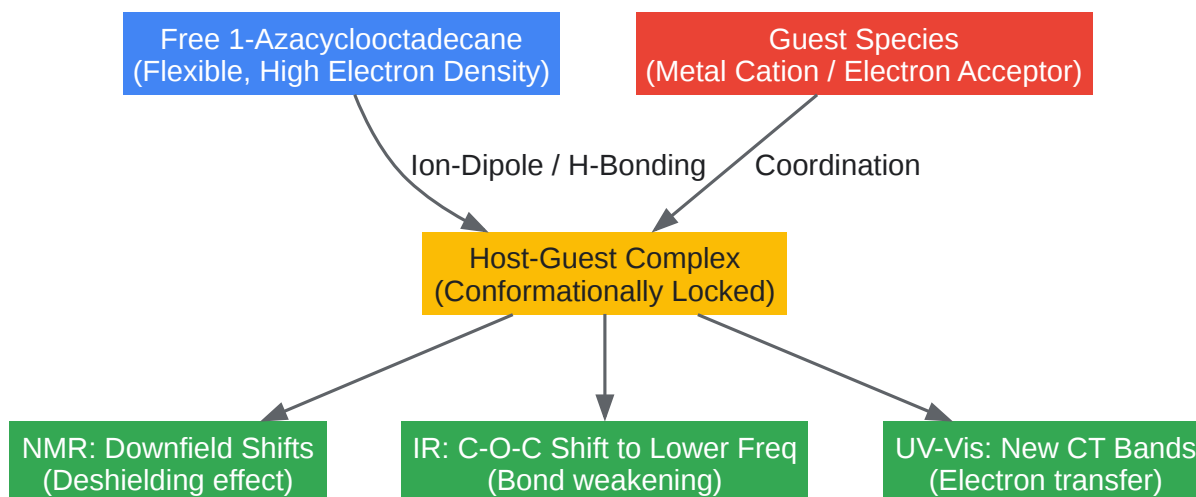 Free 1-Azacyclooctadecane
(Flexible, High Electron Density)
Guest Species
(Metal Cation / Electron Acceptor)
Ion-Dipole / H-Bonding
Coordination
Host-Guest Complex
(Conformationally Locked)
NMR: Downfield Shifts
(Deshielding effect)
IR: C-O-C Shift to Lower Freq
(Bond weakening)
UV-Vis: New CT Bands
(Electron transfer)